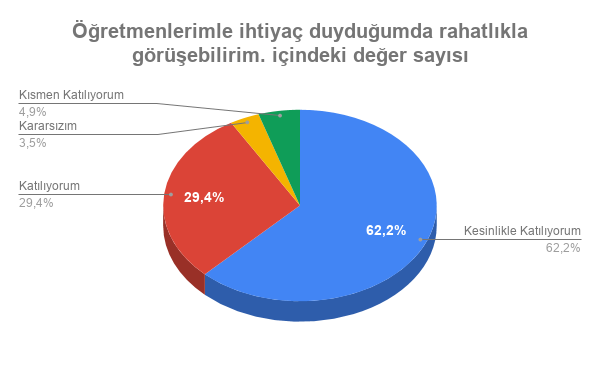 Öğretmenlerimle ihtiyaç duyduğumda rahatlıkla
görüşebilirim. içindeki değer sayısı
Kısmen Katılıyorum
4,9%
Kararsızım
3,5%
Katılıyorum
29,4%
29,4%
62,2%
Kesinlikle Katılıyorum
62,2%